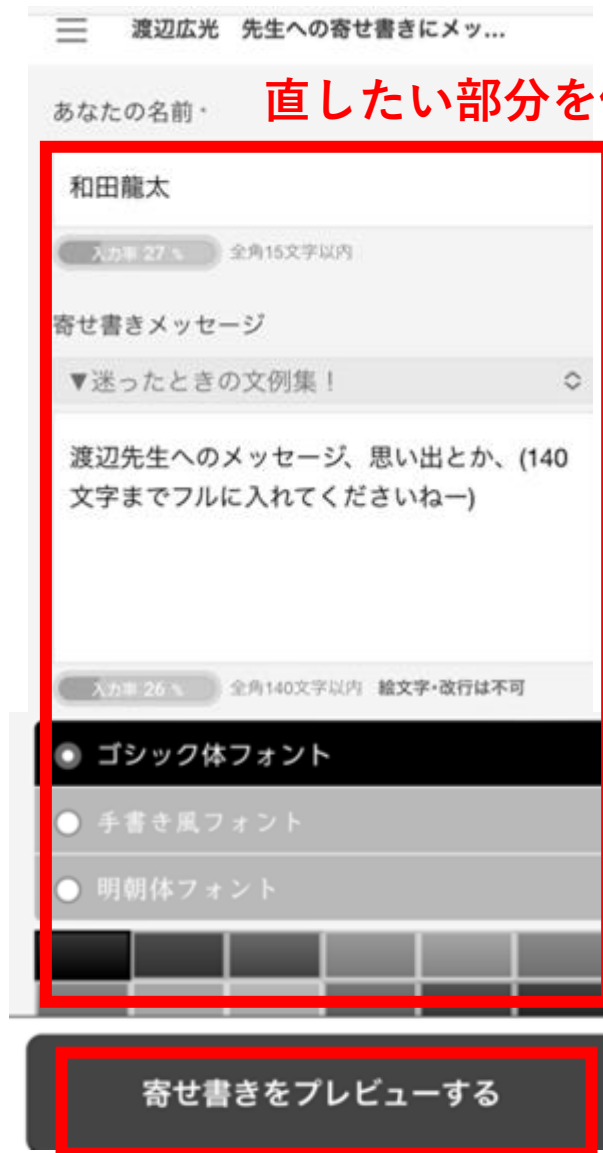 渡辺広光 先生への寄せ書きにメッ...
直したい部分を
あなたの名前・
和田龍太
入力率 27 % 全角15文字以内
寄せ書きメッセージ
▼迷ったときの文例集！
渡辺先生へのメッセージ、思い出とか、(140
文字までフルに入れてくださいねー)
入力率 26 % 全角140文字以内 絵文字・改行は不可
ゴシック体フォント
手書き風フォント
明朝体フォント
寄せ書きをプレビューする